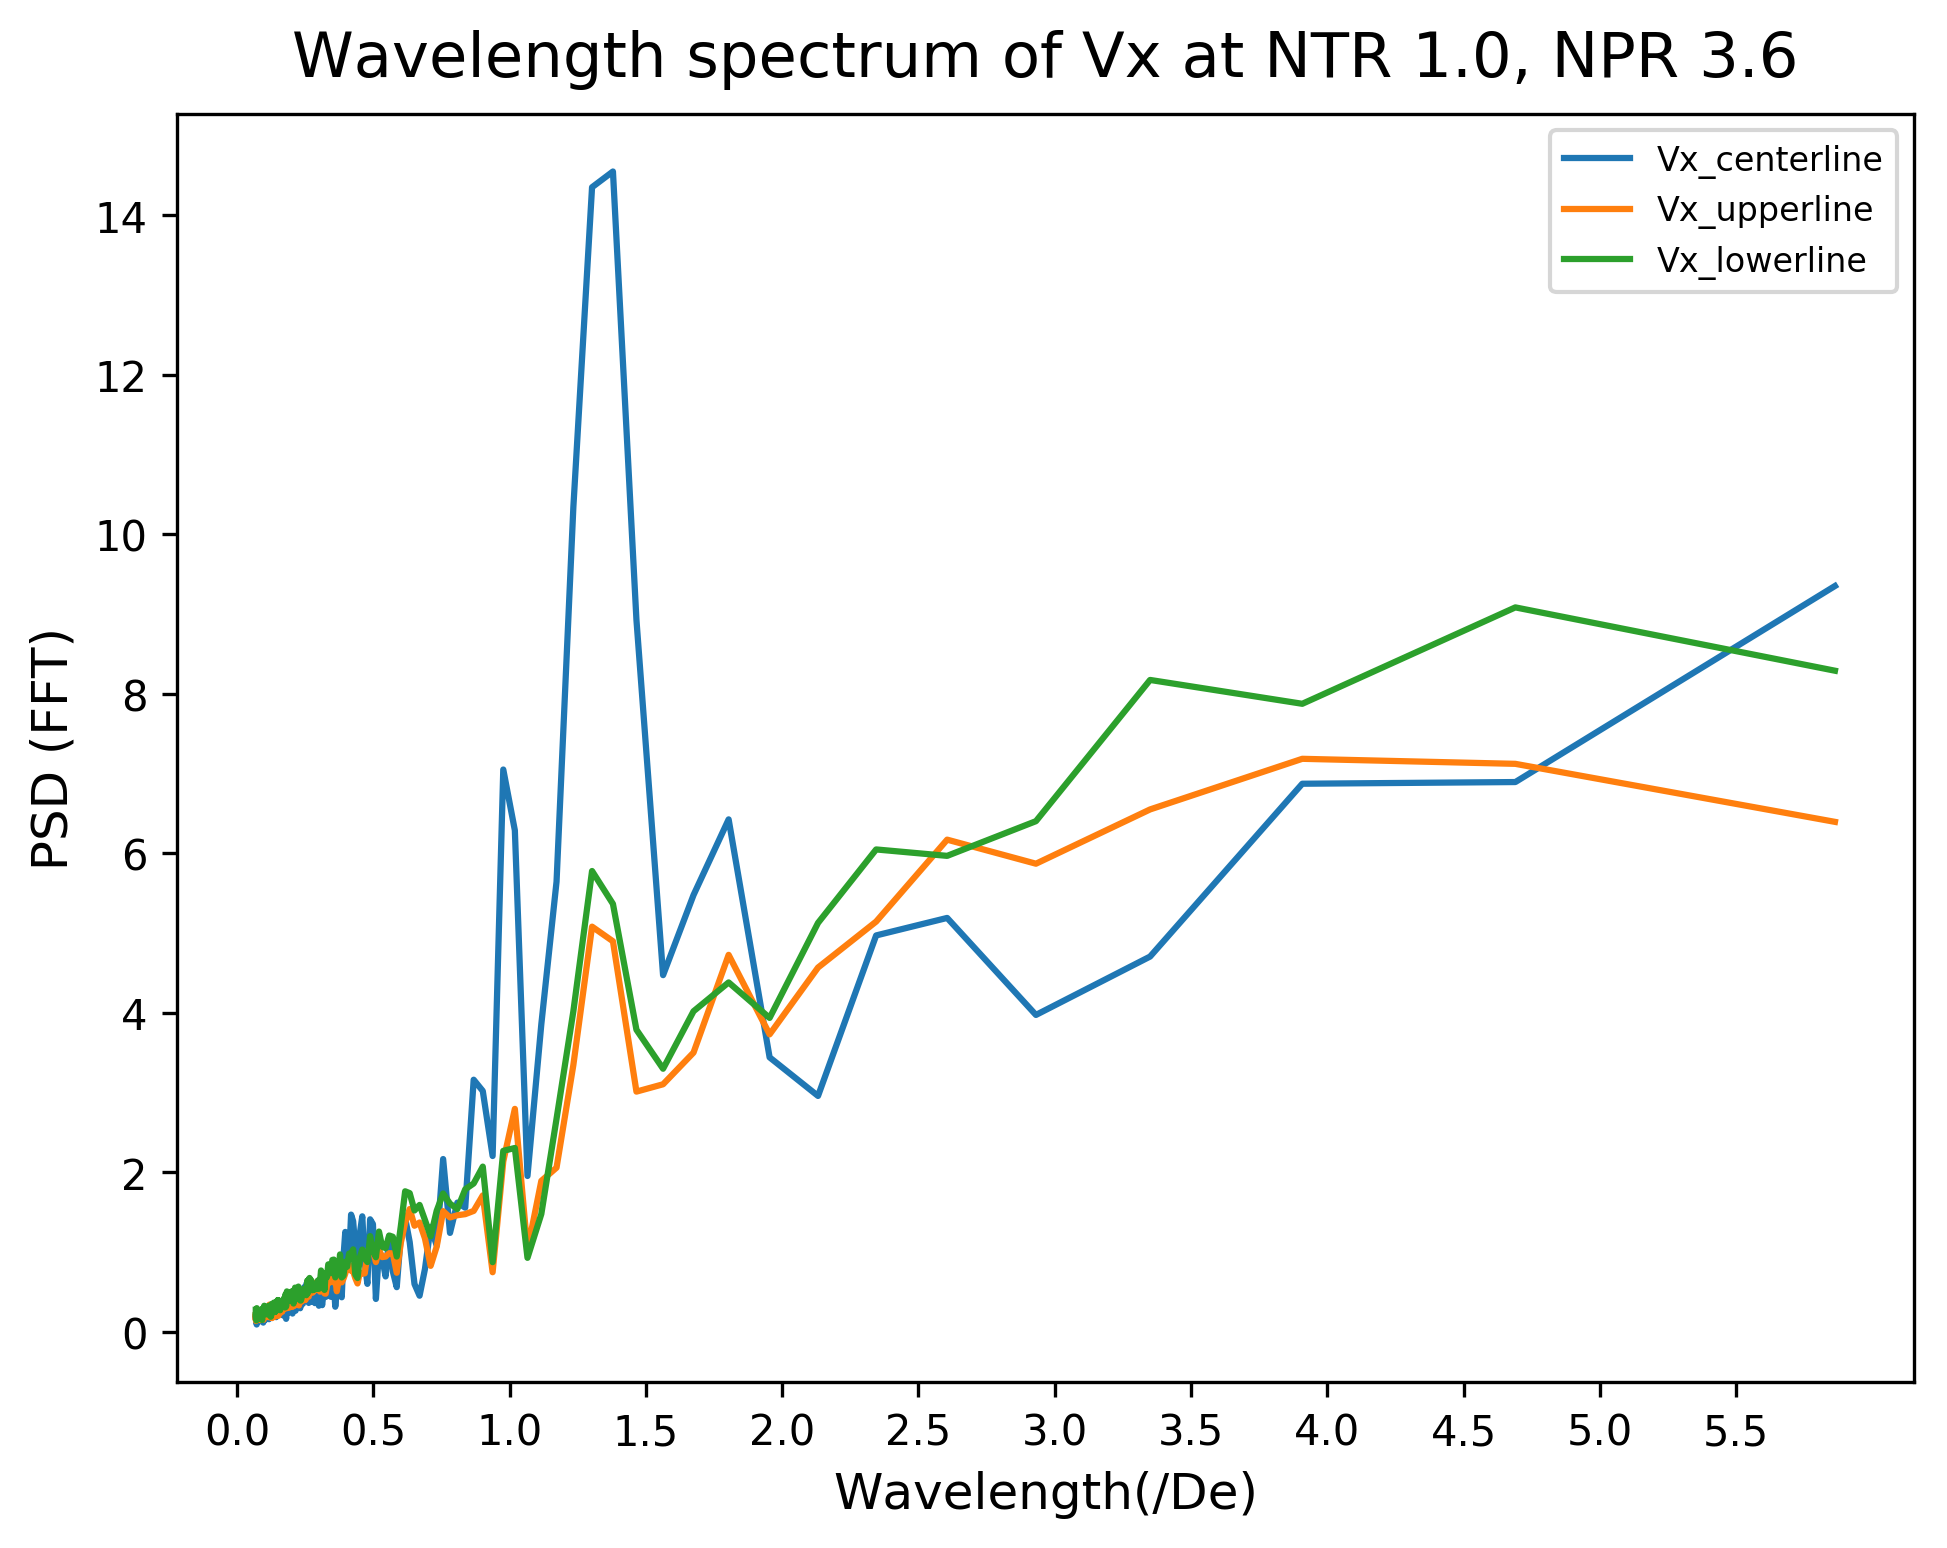 Wavelength spectrum of Vx at NTR 1.0, NPR 3.6
Vx_centerline
Vx_upperline
Vx_lowerline
PSD (FFT)
14
12
10
8
6
4
2
0
0.0 0.5 1.0 1.5 2.0 2.5 3.0 3.5 4.0 4.5 5.0 5.5
Wavelength(/De)